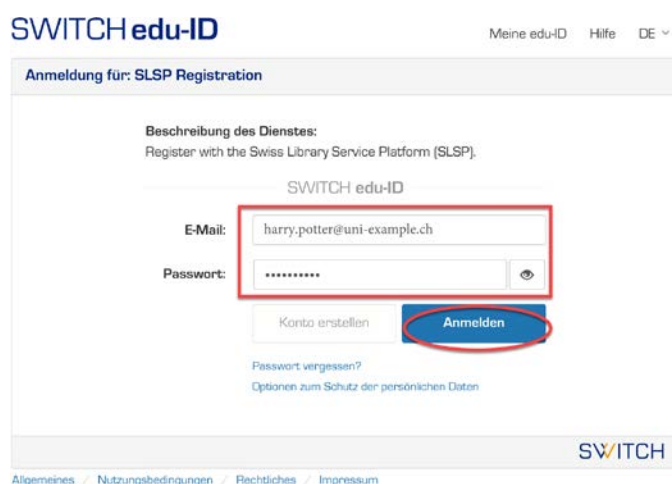 SWITCH edu-ID
Meine edu-ID Hilfe DE
Anmeldung für: SLSP Registration
Beschreibung des Dienstes:
Register with the Swiss Library Service Platform (SLSP).
SWITCH edu-ID
E-Mail: harry.potter@uni-example.ch
Passwort: ••••••••••
Konto erstellen Anmelden
Passwort vergessen?
Optionen zum Schutz der persönlichen Daten
SWITCH
Allgemeines / Nutzungsbedingungen / Rechtliches / Impressum